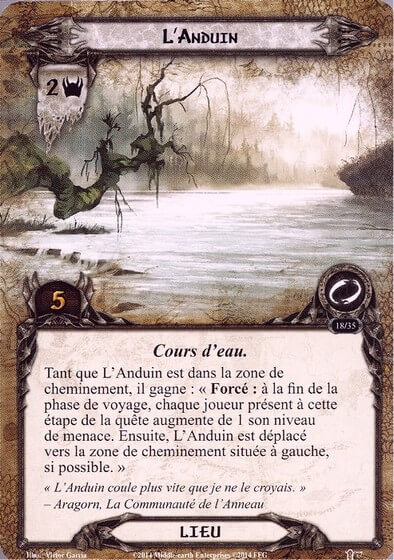 L'Anduin
2
5
18/35
Cours d'eau.
Tant que L'Anduin est dans la zone de
cheminement, il gagne : « Forcé : à la fin de la
phase de voyage, chaque joueur présent à cette
étape de la quête augmente de 1 son niveau
de menace. Ensuite, L'Anduin est déplacé
vers la zone de cheminement située à gauche,
si possible. »
« L'Anduin coule plus vite que je ne le croyais. »
– Aragorn, La Communauté de l'Anneau
LIEU
Illus. Victor Garcia ©2014 Middle-earth Enterprises ©2014 FFG